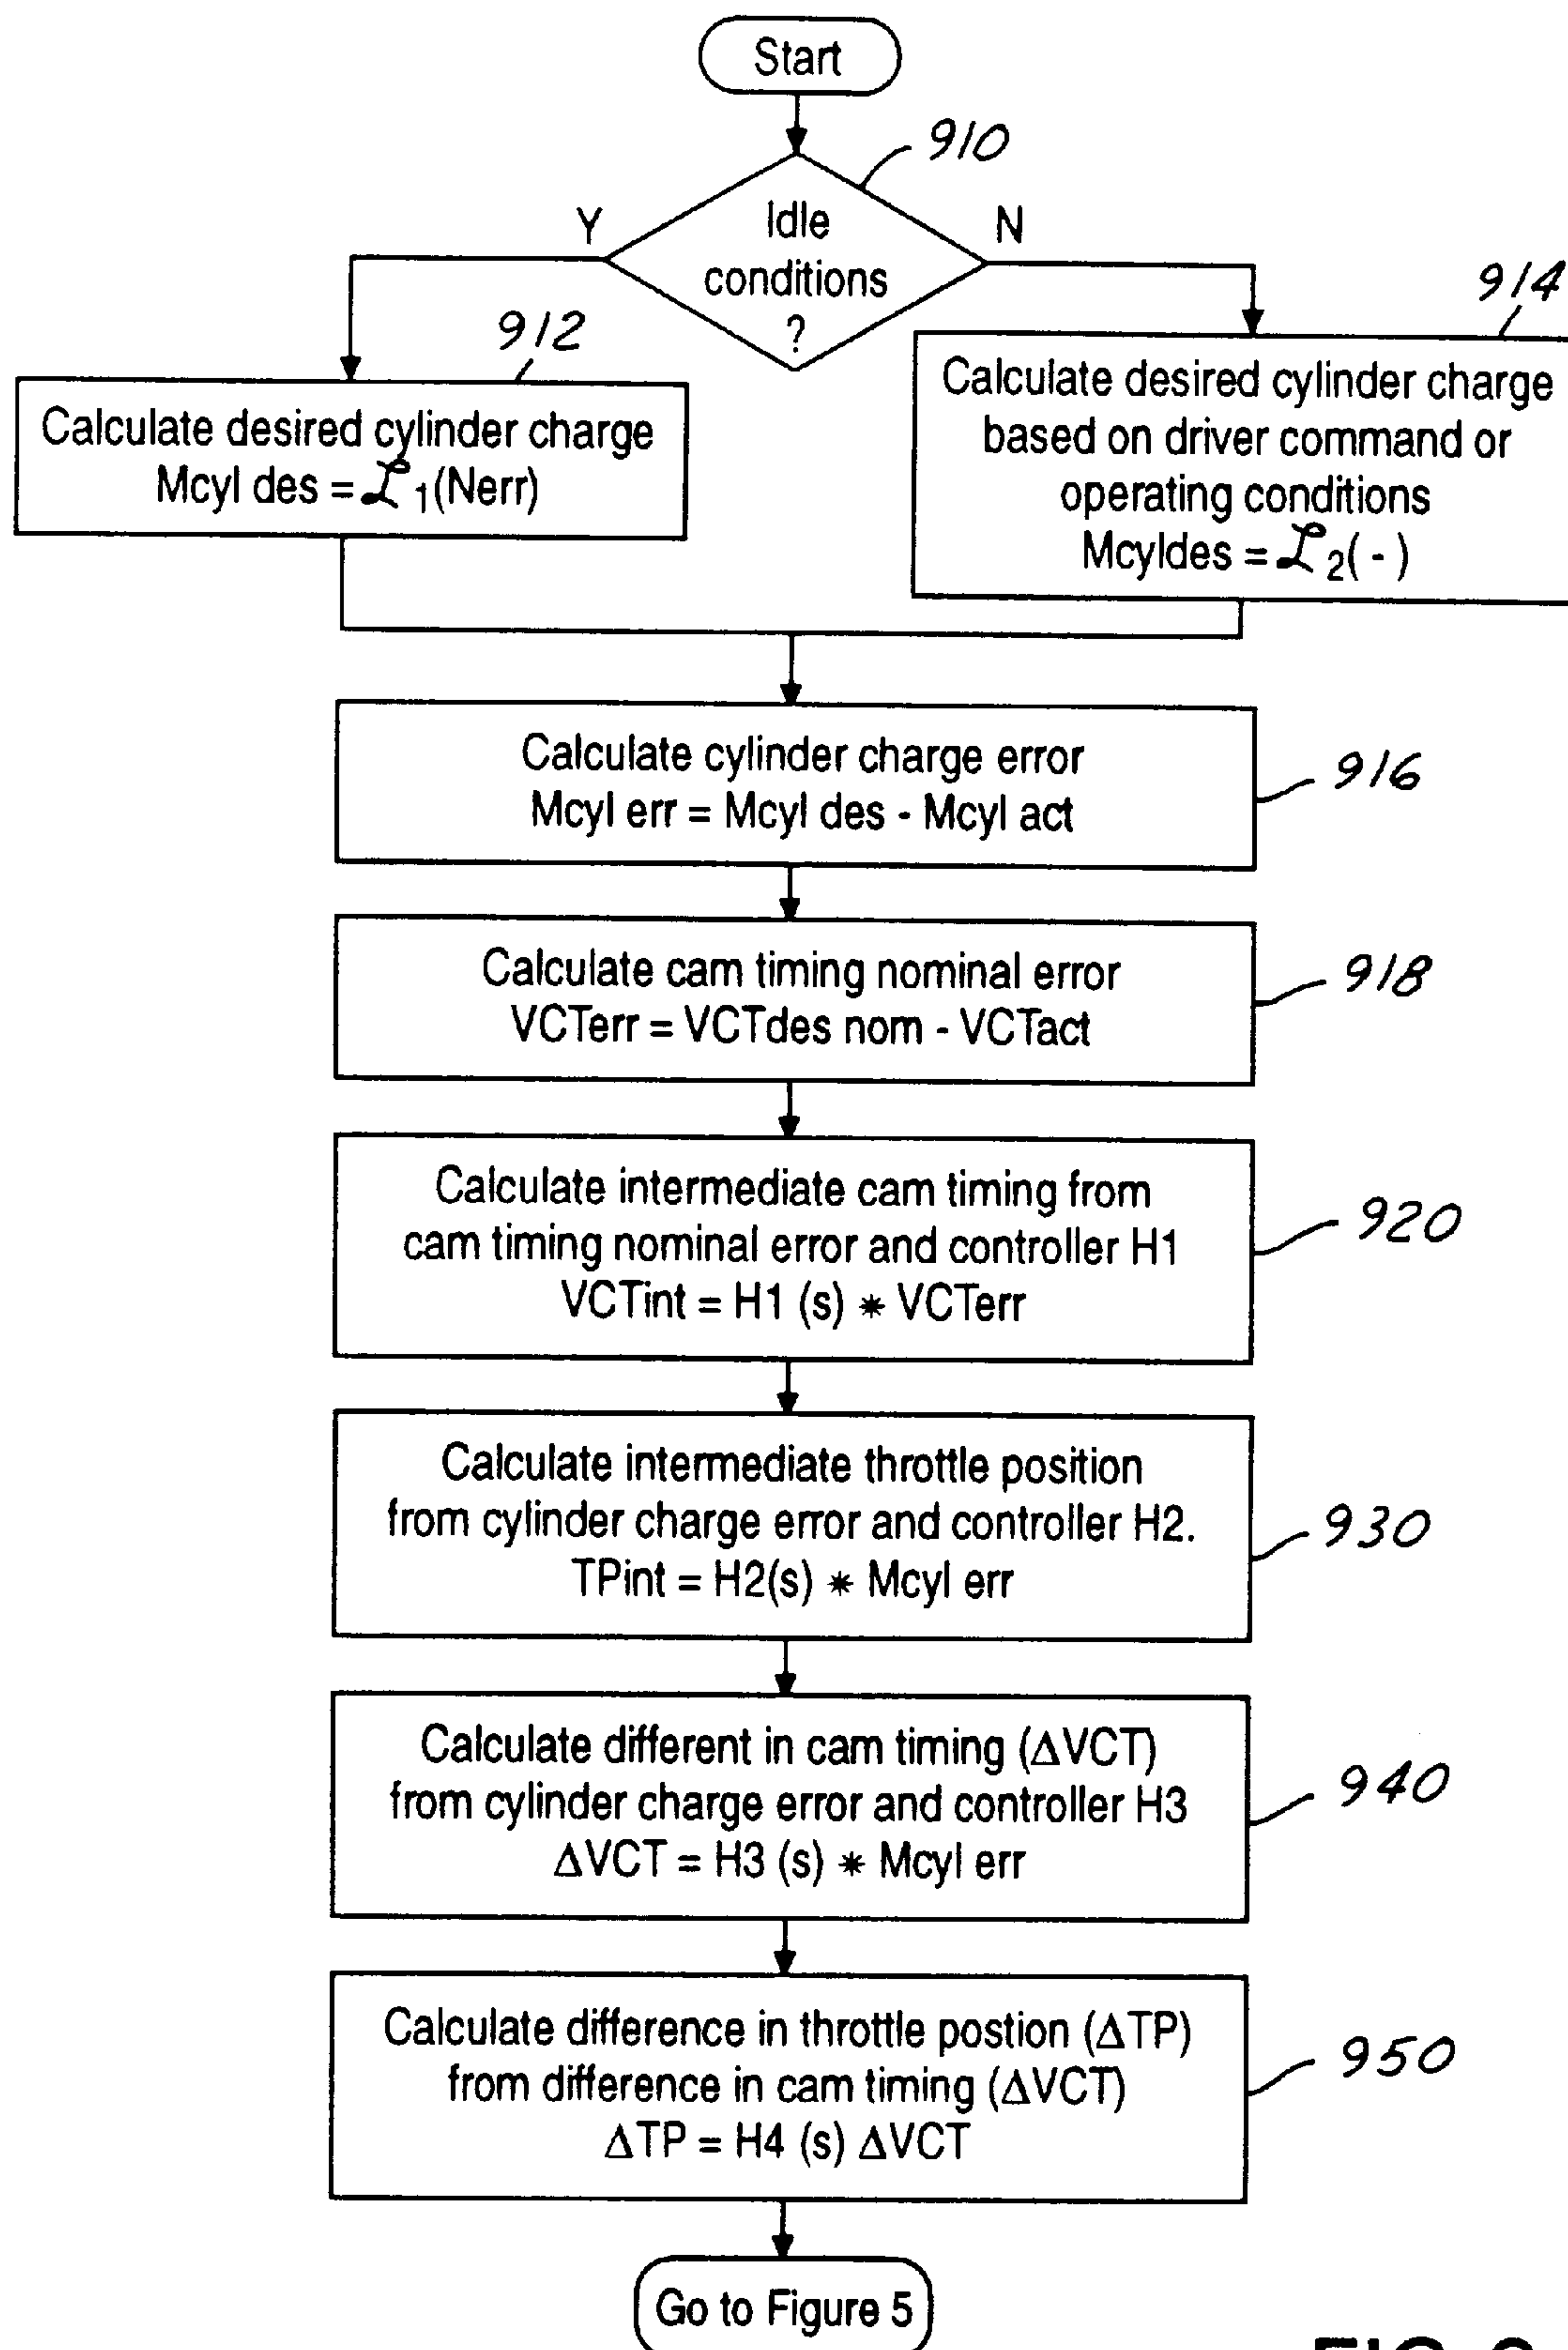 Start
910
Idle
conditions
?
Y
N
912
Calculate desired cylinder charge
Mcyl des = ℒ1(Nerr)
914
Calculate desired cylinder charge
based on driver command or
operating conditions
Mcyldes = ℒ2( - )
Calculate cylinder charge error
Mcyl err = Mcyl des - Mcyl act
916
Calculate cam timing nominal error
VCTerr = VCTdes nom - VCTact
918
Calculate intermediate cam timing from
cam timing nominal error and controller H1
VCTint = H1 (s) * VCTerr
920
Calculate intermediate throttle position
from cylinder charge error and controller H2.
TPint = H2(s) * Mcyl err
930
Calculate different in cam timing (ΔVCT)
from cylinder charge error and controller H3
ΔVCT = H3 (s) * Mcyl err
940
Calculate difference in throttle postion (ΔTP)
from difference in cam timing (ΔVCT)
ΔTP = H4 (s) ΔVCT
950
Go to Figure 5